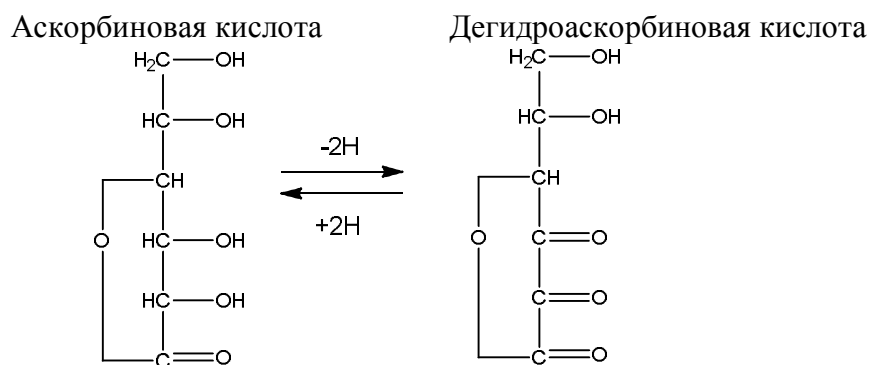 Аскорбиновая кислота Дегидроаскорбиновая кислота
H2C OH H2C OH
HC OH HC OH
-2H
CH CH
+2H
O HC OH O C O
HC OH C O
C O C O